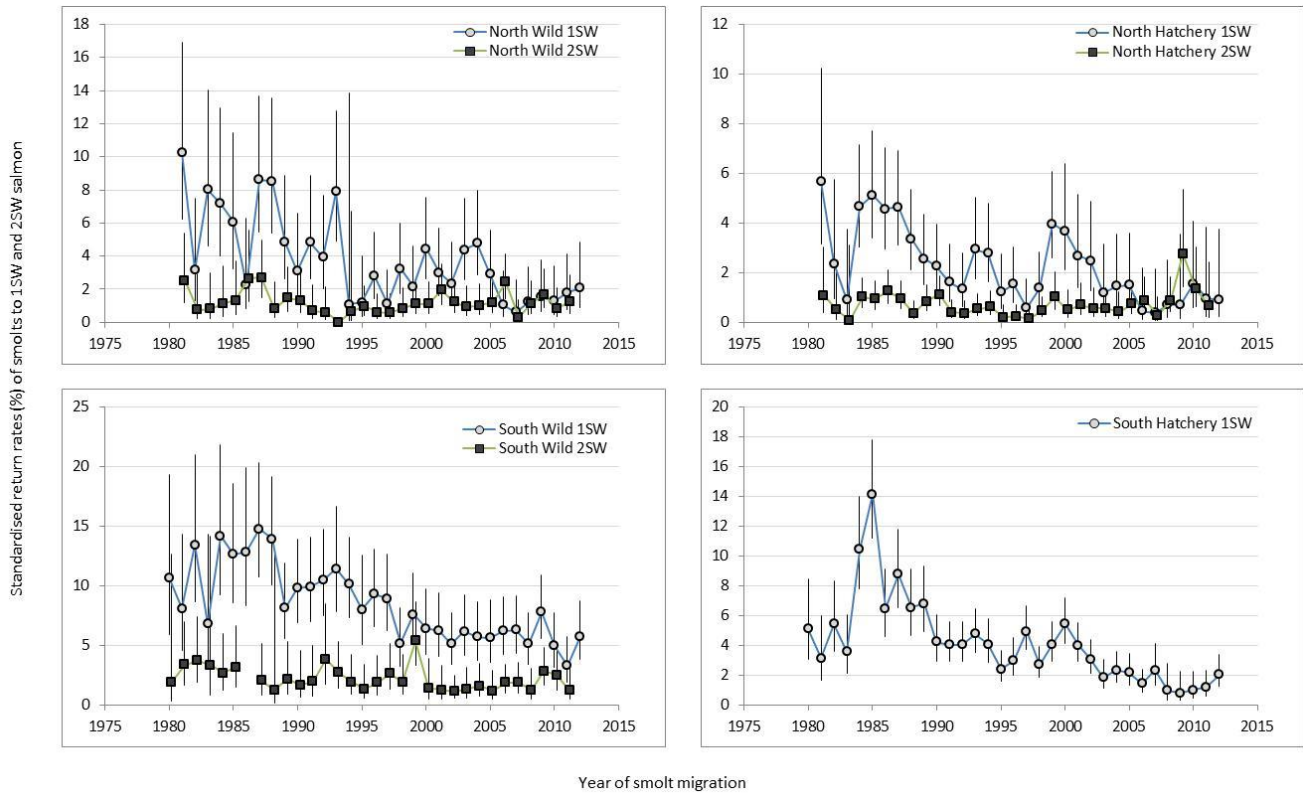 Standardised return rates (%) of smolts to 1SW and 2SW salmon
18
16
14
12
10
8
6
4
2
0
1975 1980 1985 1990 1995 2000 2005 2010 2015
North Wild 1SW
North Wild 2SW
12
10
8
6
4
2
0
1975 1980 1985 1990 1995 2000 2005 2010 2015
North Hatchery 1SW
North Hatchery 2SW
25
20
15
10
5
0
1975 1980 1985 1990 1995 2000 2005 2010 2015
South Wild 1SW
South Wild 2SW
20
18
16
14
12
10
8
6
4
2
0
1975 1980 1985 1990 1995 2000 2005 2010 2015
South Hatchery 1SW
Year of smolt migration